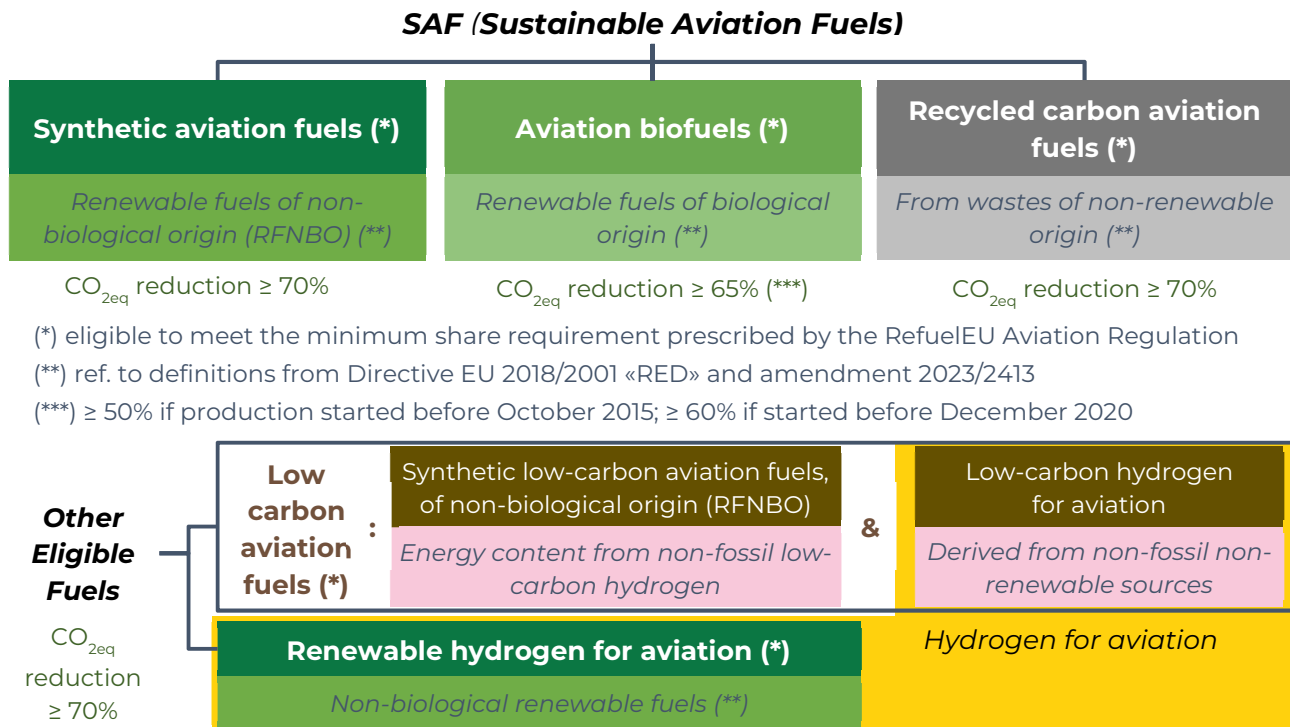 SAF (Sustainable Aviation Fuels)
Synthetic aviation fuels (*)
Renewable fuels of non-
biological origin (RFNBO) (**)
CO2eq reduction ≥ 70%
Aviation biofuels (*)
Renewable fuels of biological
origin (**)
CO2eq reduction ≥ 65% (***)
Recycled carbon aviation
fuels (*)
From wastes of non-renewable
origin (**)
CO2eq reduction ≥ 70%
(*) eligible to meet the minimum share requirement prescribed by the RefuelEU Aviation Regulation
(**) ref. to definitions from Directive EU 2018/2001 «RED» and amendment 2023/2413
(***) ≥ 50% if production started before October 2015; ≥ 60% if started before December 2020
Other
Eligible
Fuels
CO2eq
reduction
≥ 70%
Low
carbon
aviation
fuels (*)
:
Synthetic low-carbon aviation fuels,
of non-biological origin (RFNBO)
Energy content from non-fossil low-
carbon hydrogen
&
Low-carbon hydrogen
for aviation
Derived from non-fossil non-
renewable sources
Renewable hydrogen for aviation (*)
Non-biological renewable fuels (**)
Hydrogen for aviation